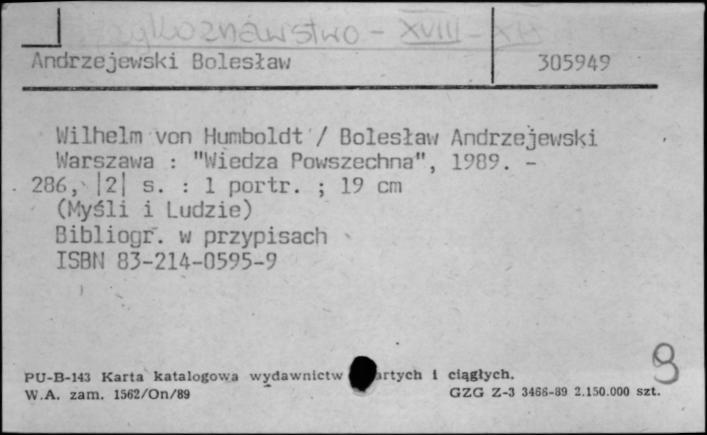 Językoznawstwo - XVIII - XIX
Andrzejewski Bolesław 305949
Wilhelm von Humboldt / Bolesław Andrzejewski
Warszawa : "Wiedza Powszechna", 1989. -
286, |2| s. : 1 portr. ; 19 cm
(Myśli i Ludzie)
Bibliogr. w przypisach
ISBN 83-214-0595-9
8
PU-B-143 Karta katalogowa wydawnictw artych i ciągłych.
W.A. zam. 1562/On/89 GZG Z-3 3466-89 2.150.000 szt.